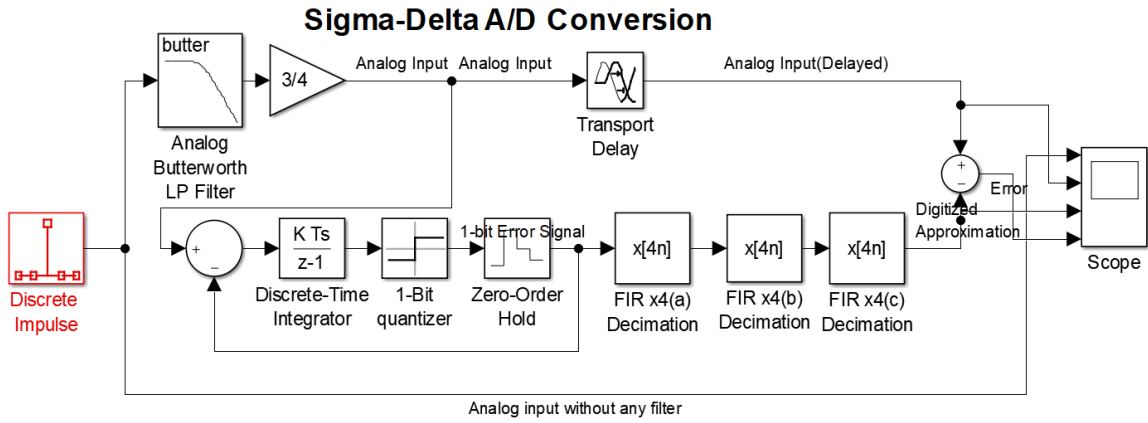 Sigma-Delta A/D Conversion
butter
3/4
Analog Input
Analog Input
Analog Input(Delayed)
Analog
Butterworth
LP Filter
Transport
Delay
+
−
Error
Digitized
Approximation
Scope
Discrete
Impulse
+
−
K Ts
z-1
Discrete-Time
Integrator
1-Bit
quantizer
1-bit Error Signal
Zero-Order
Hold
x[4n]
FIR x4(a)
Decimation
x[4n]
FIR x4(b)
Decimation
x[4n]
FIR x4(c)
Decimation
Analog input without any filter